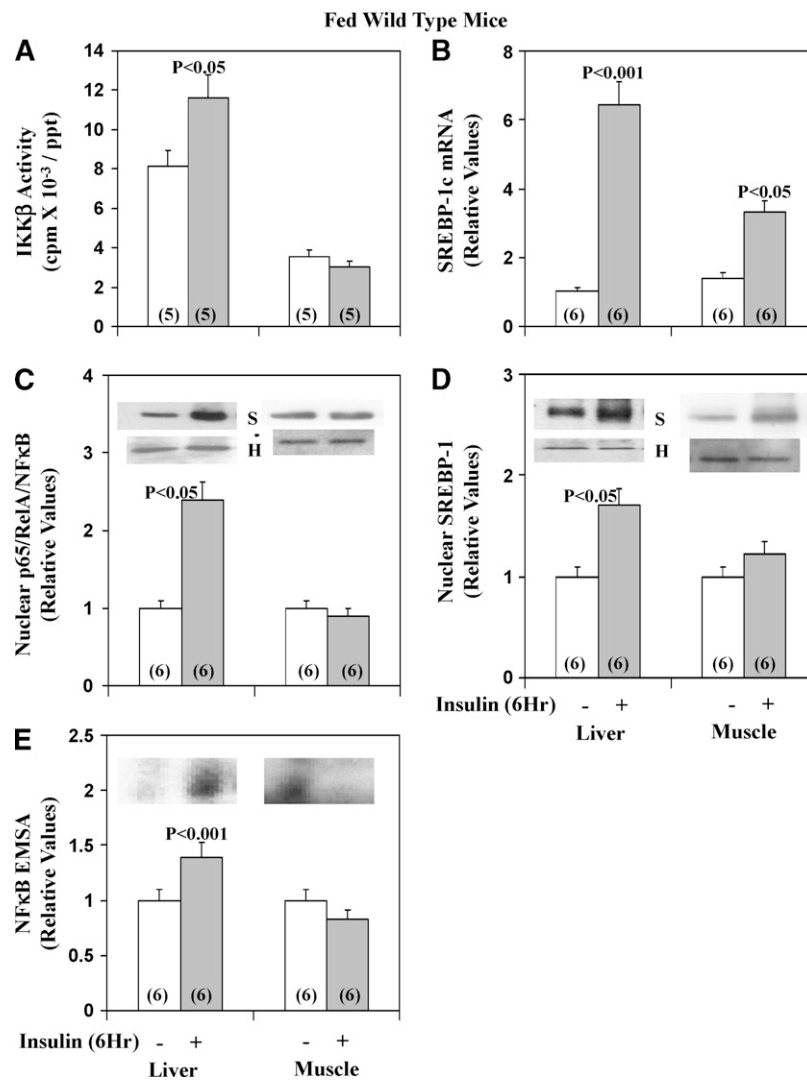 Fed Wild Type Mice
A
IKKβ Activity
(cpm X 10⁻³ / ppt)
14
12
10
8
6
4
2
0
P<0.05
(5) (5) (5) (5)
B
SREBP-1c mRNA
(Relative Values)
8
6
4
2
0
P<0.001
P<0.05
(6) (6) (6) (6)
C
Nuclear p65/RelA/NFκB
(Relative Values)
4
3
2
1
0
S
H
P<0.05
(6) (6) (6) (6)
D
Nuclear SREBP-1
(Relative Values)
3
2
1
0
S
H
P<0.05
(6) (6) (6) (6)
Insulin (6Hr) - + - +
Liver Muscle
E
NFκB EMSA
(Relative Values)
2.5
2
1.5
1
0.5
0
P<0.001
(6) (6) (6) (6)
Insulin (6Hr) - + - +
Liver Muscle